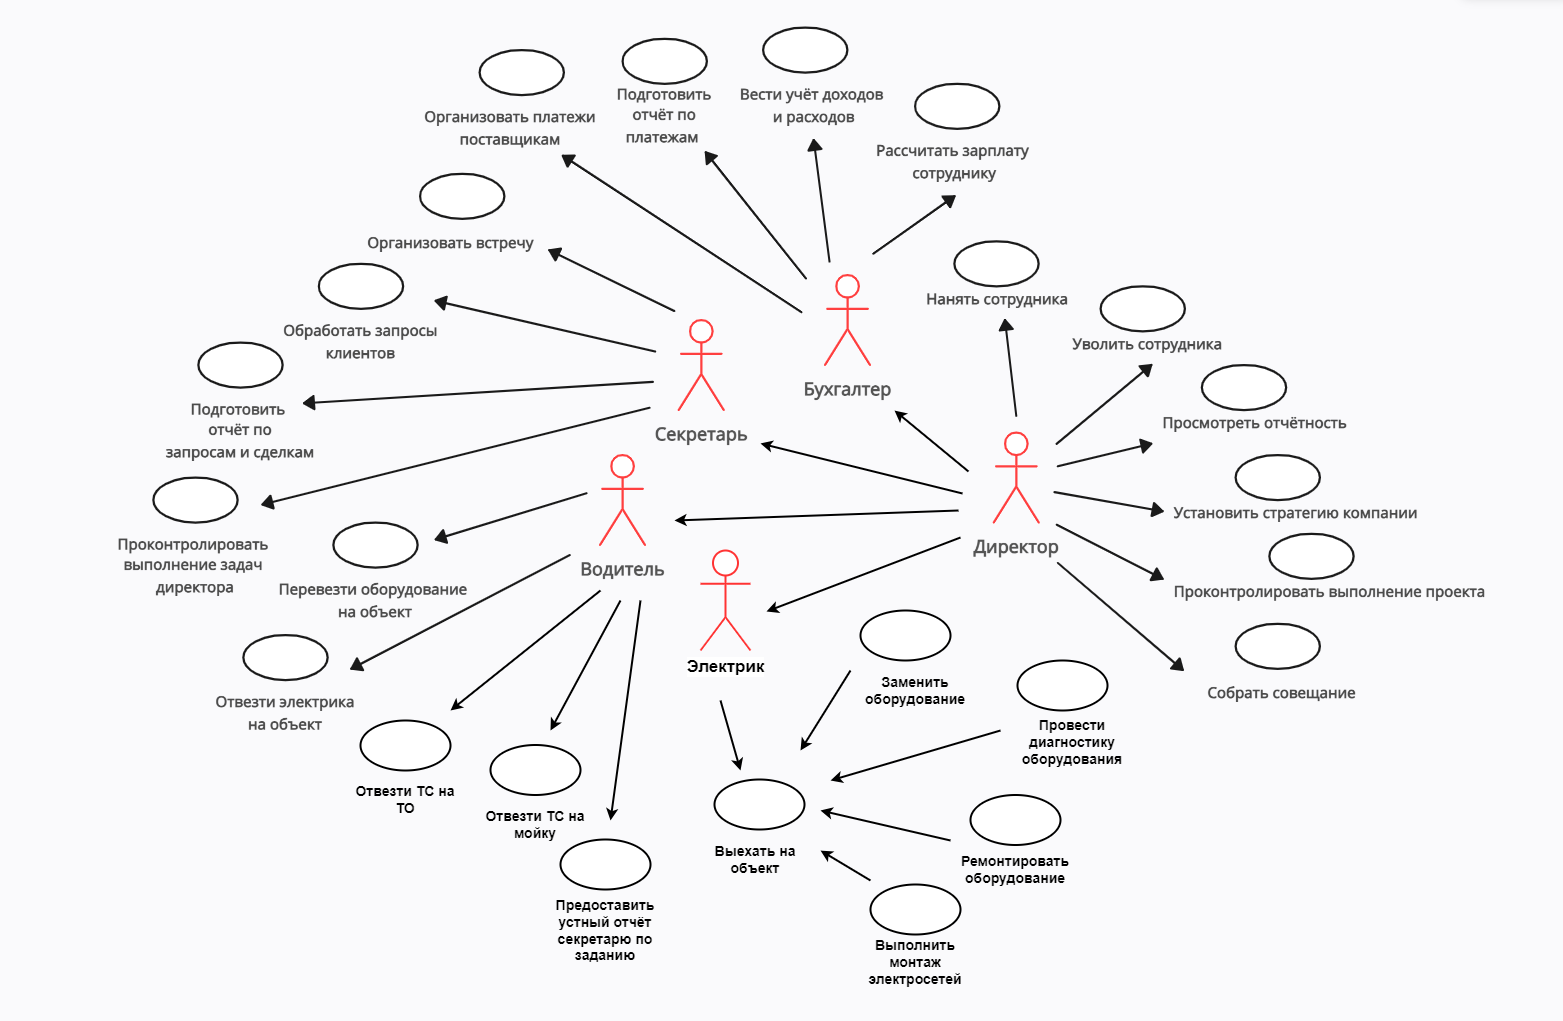 Организовать платежи
поставщикам
Подготовить
отчёт по
платежам
Вести учёт доходов
и расходов
Рассчитать зарплату
сотруднику
Организовать встречу
Обработать запросы
клиентов
Подготовить
отчёт по
запросам и сделкам
Проконтролировать
выполнение задач
директора
Секретарь
Бухгалтер
Нанять сотрудника
Уволить сотрудника
Просмотреть отчётность
Установить стратегию компании
Проконтролировать выполнение проекта
Собрать совещание
Директор
Водитель
Перевезти оборудование
на объект
Отвезти электрика
на объект
Отвезти ТС на
ТО
Отвезти ТС на
мойку
Предоставить
устный отчёт
секретарю по
заданию
Электрик
Заменить
оборудование
Провести
диагностику
оборудования
Выехать на
объект
Ремонтировать
оборудование
Выполнить
монтаж
электросетей